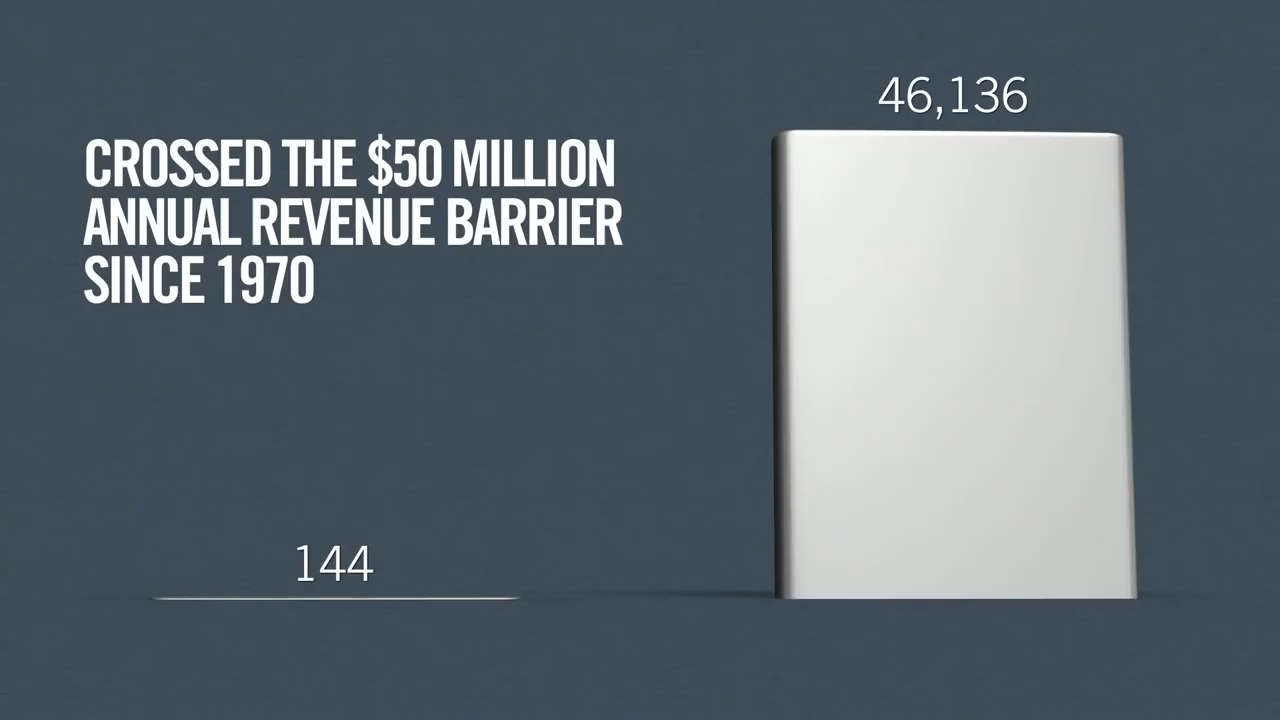 CROSSED THE $50 MILLION
ANNUAL REVENUE BARRIER
SINCE 1970
46,136
144